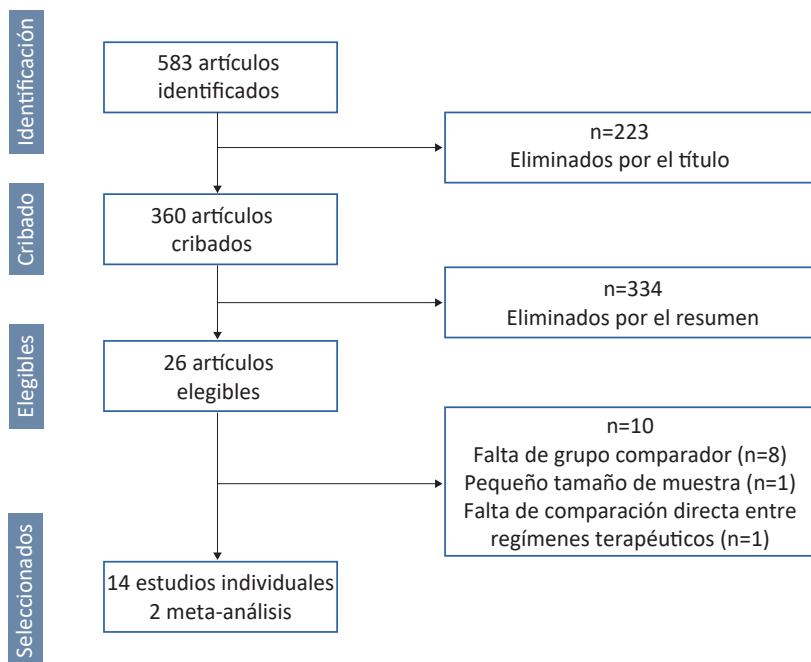 Identificación
583 artículos
identificados
n=223
Eliminados por el título
Cribado
360 artículos
cribados
n=334
Eliminados por el resumen
Elegibles
26 artículos
elegibles
n=10
Falta de grupo comparador (n=8)
Pequeño tamaño de muestra (n=1)
Falta de comparación directa entre
regímenes terapéuticos (n=1)
Seleccionados
14 estudios individuales
2 meta-análisis